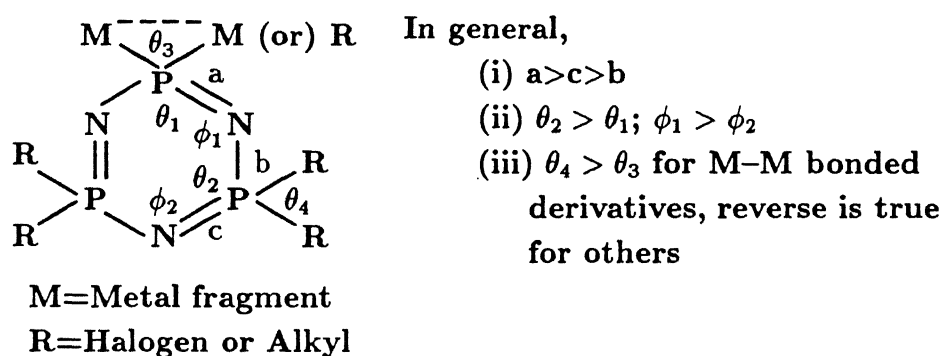 M M (or) R
θ3
P a
θ1
N ϕ1 N
b
R R
θ2
P ϕ2 P θ4
R N c R
M=Metal fragment
R=Halogen or Alkyl
In general,
(i) a>c>b
(ii) θ2 > θ1; ϕ1 > ϕ2
(iii) θ4 > θ3 for M–M bonded
derivatives, reverse is true
for others